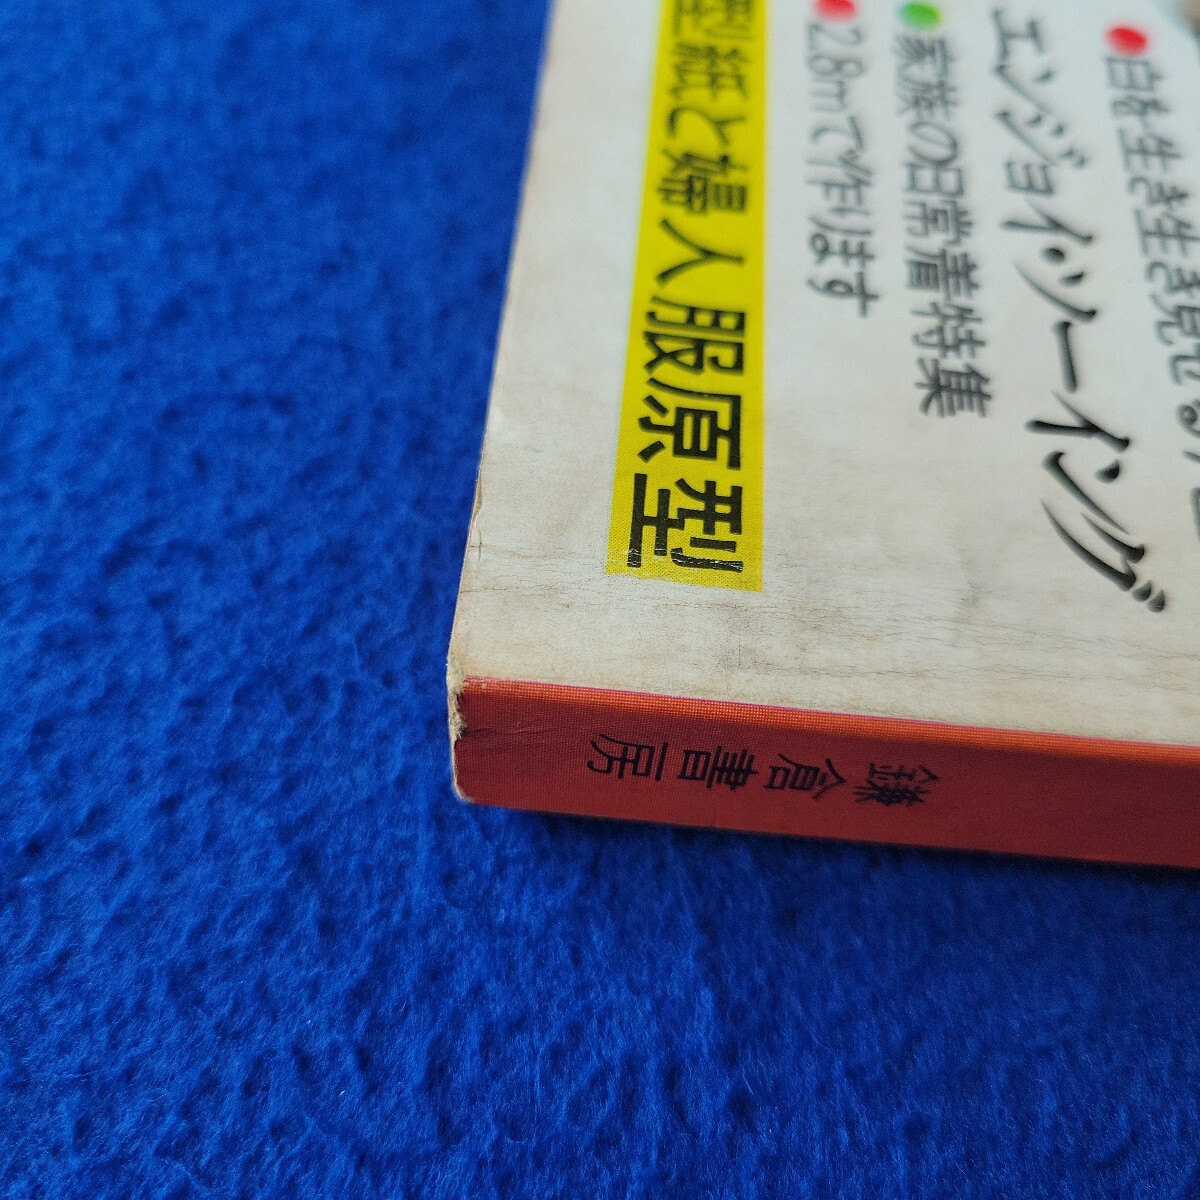 白を生き生き見せる
エンジョイソーイング
家族の日常着特集
2.8mで作ります
型紙と婦人服原型
鎌倉書房